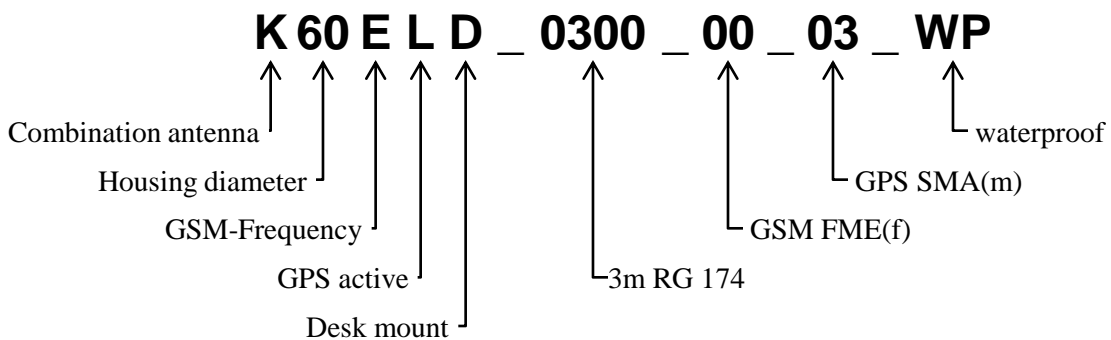 K 60 E L D _ 0300 _ 00 _ 03 _ WP
Combination antenna
waterproof
Housing diameter
GPS SMA(m)
GSM-Frequency
GSM FME(f)
GPS active
3m RG 174
Desk mount